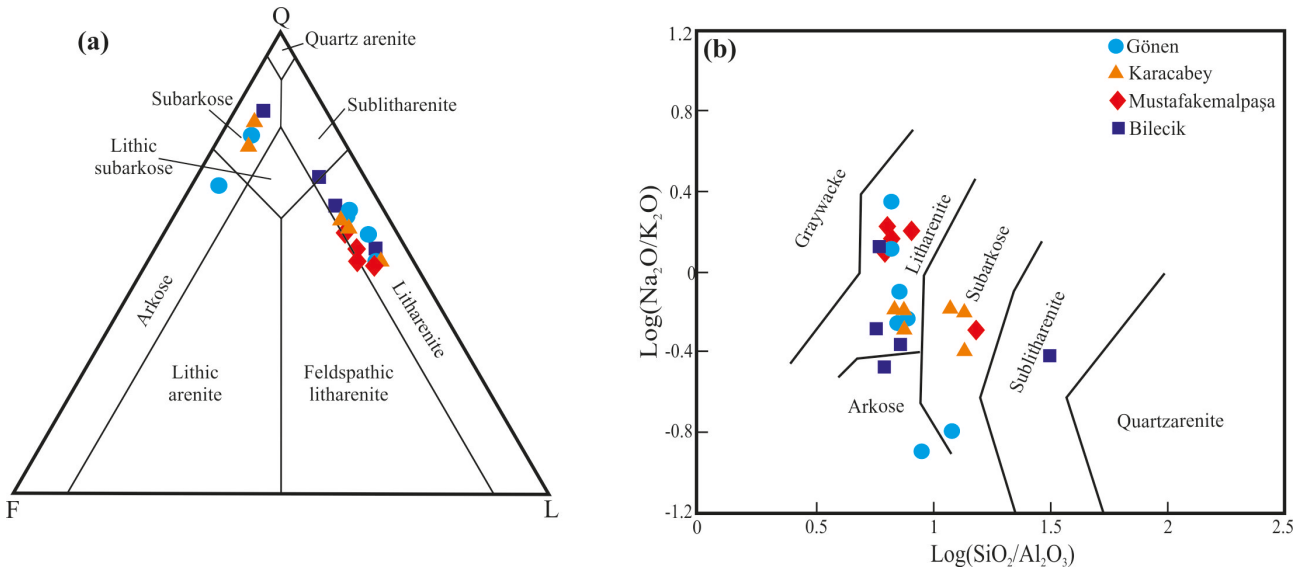 (a)
Q
Quartz arenite
Subarkose
Sublitharenite
Lithic
subarkose
Arkose
Lithic
arenite
Feldspathic
litharenite
Litharenite
F
L
(b)
Gönen
Karacabey
Mustafakemalpaşa
Bilecik
1.2
0.8
0.4
0
-0.4
-0.8
-1.2
Log(Na₂O/K₂O)
Graywacke
Litharenite
Subarkose
Sublitharenite
Arkose
Quartzarenite
0
0.5
1
1.5
2
2.5
Log(SiO₂/Al₂O₃)